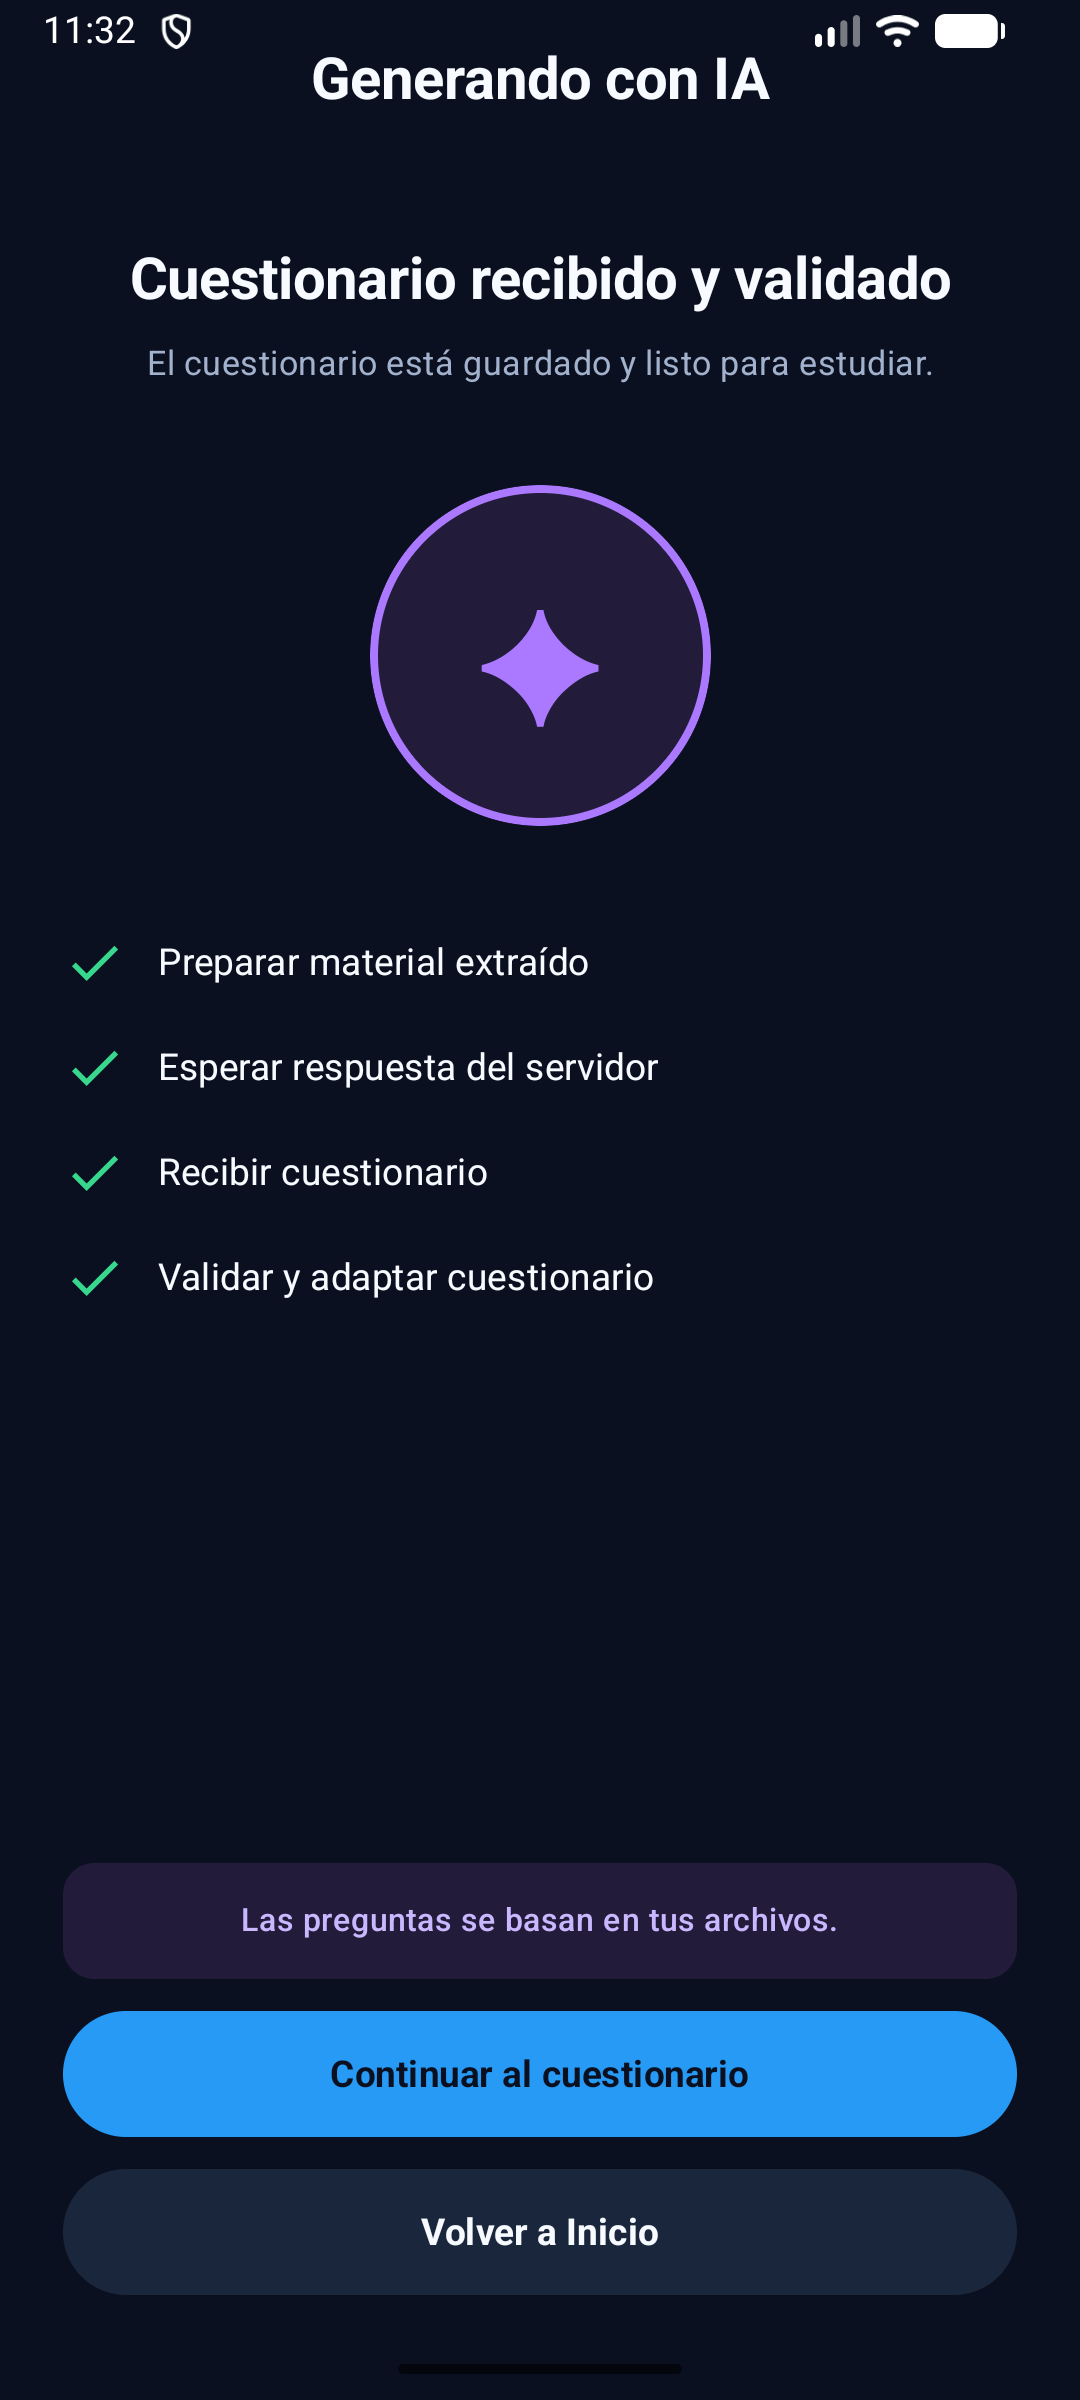 11:32
Generando con IA
Cuestionario recibido y validado
El cuestionario está guardado y listo para estudiar.
Preparar material extraído
Esperar respuesta del servidor
Recibir cuestionario
Validar y adaptar cuestionario
Las preguntas se basan en tus archivos.
Continuar al cuestionario
Volver a Inicio